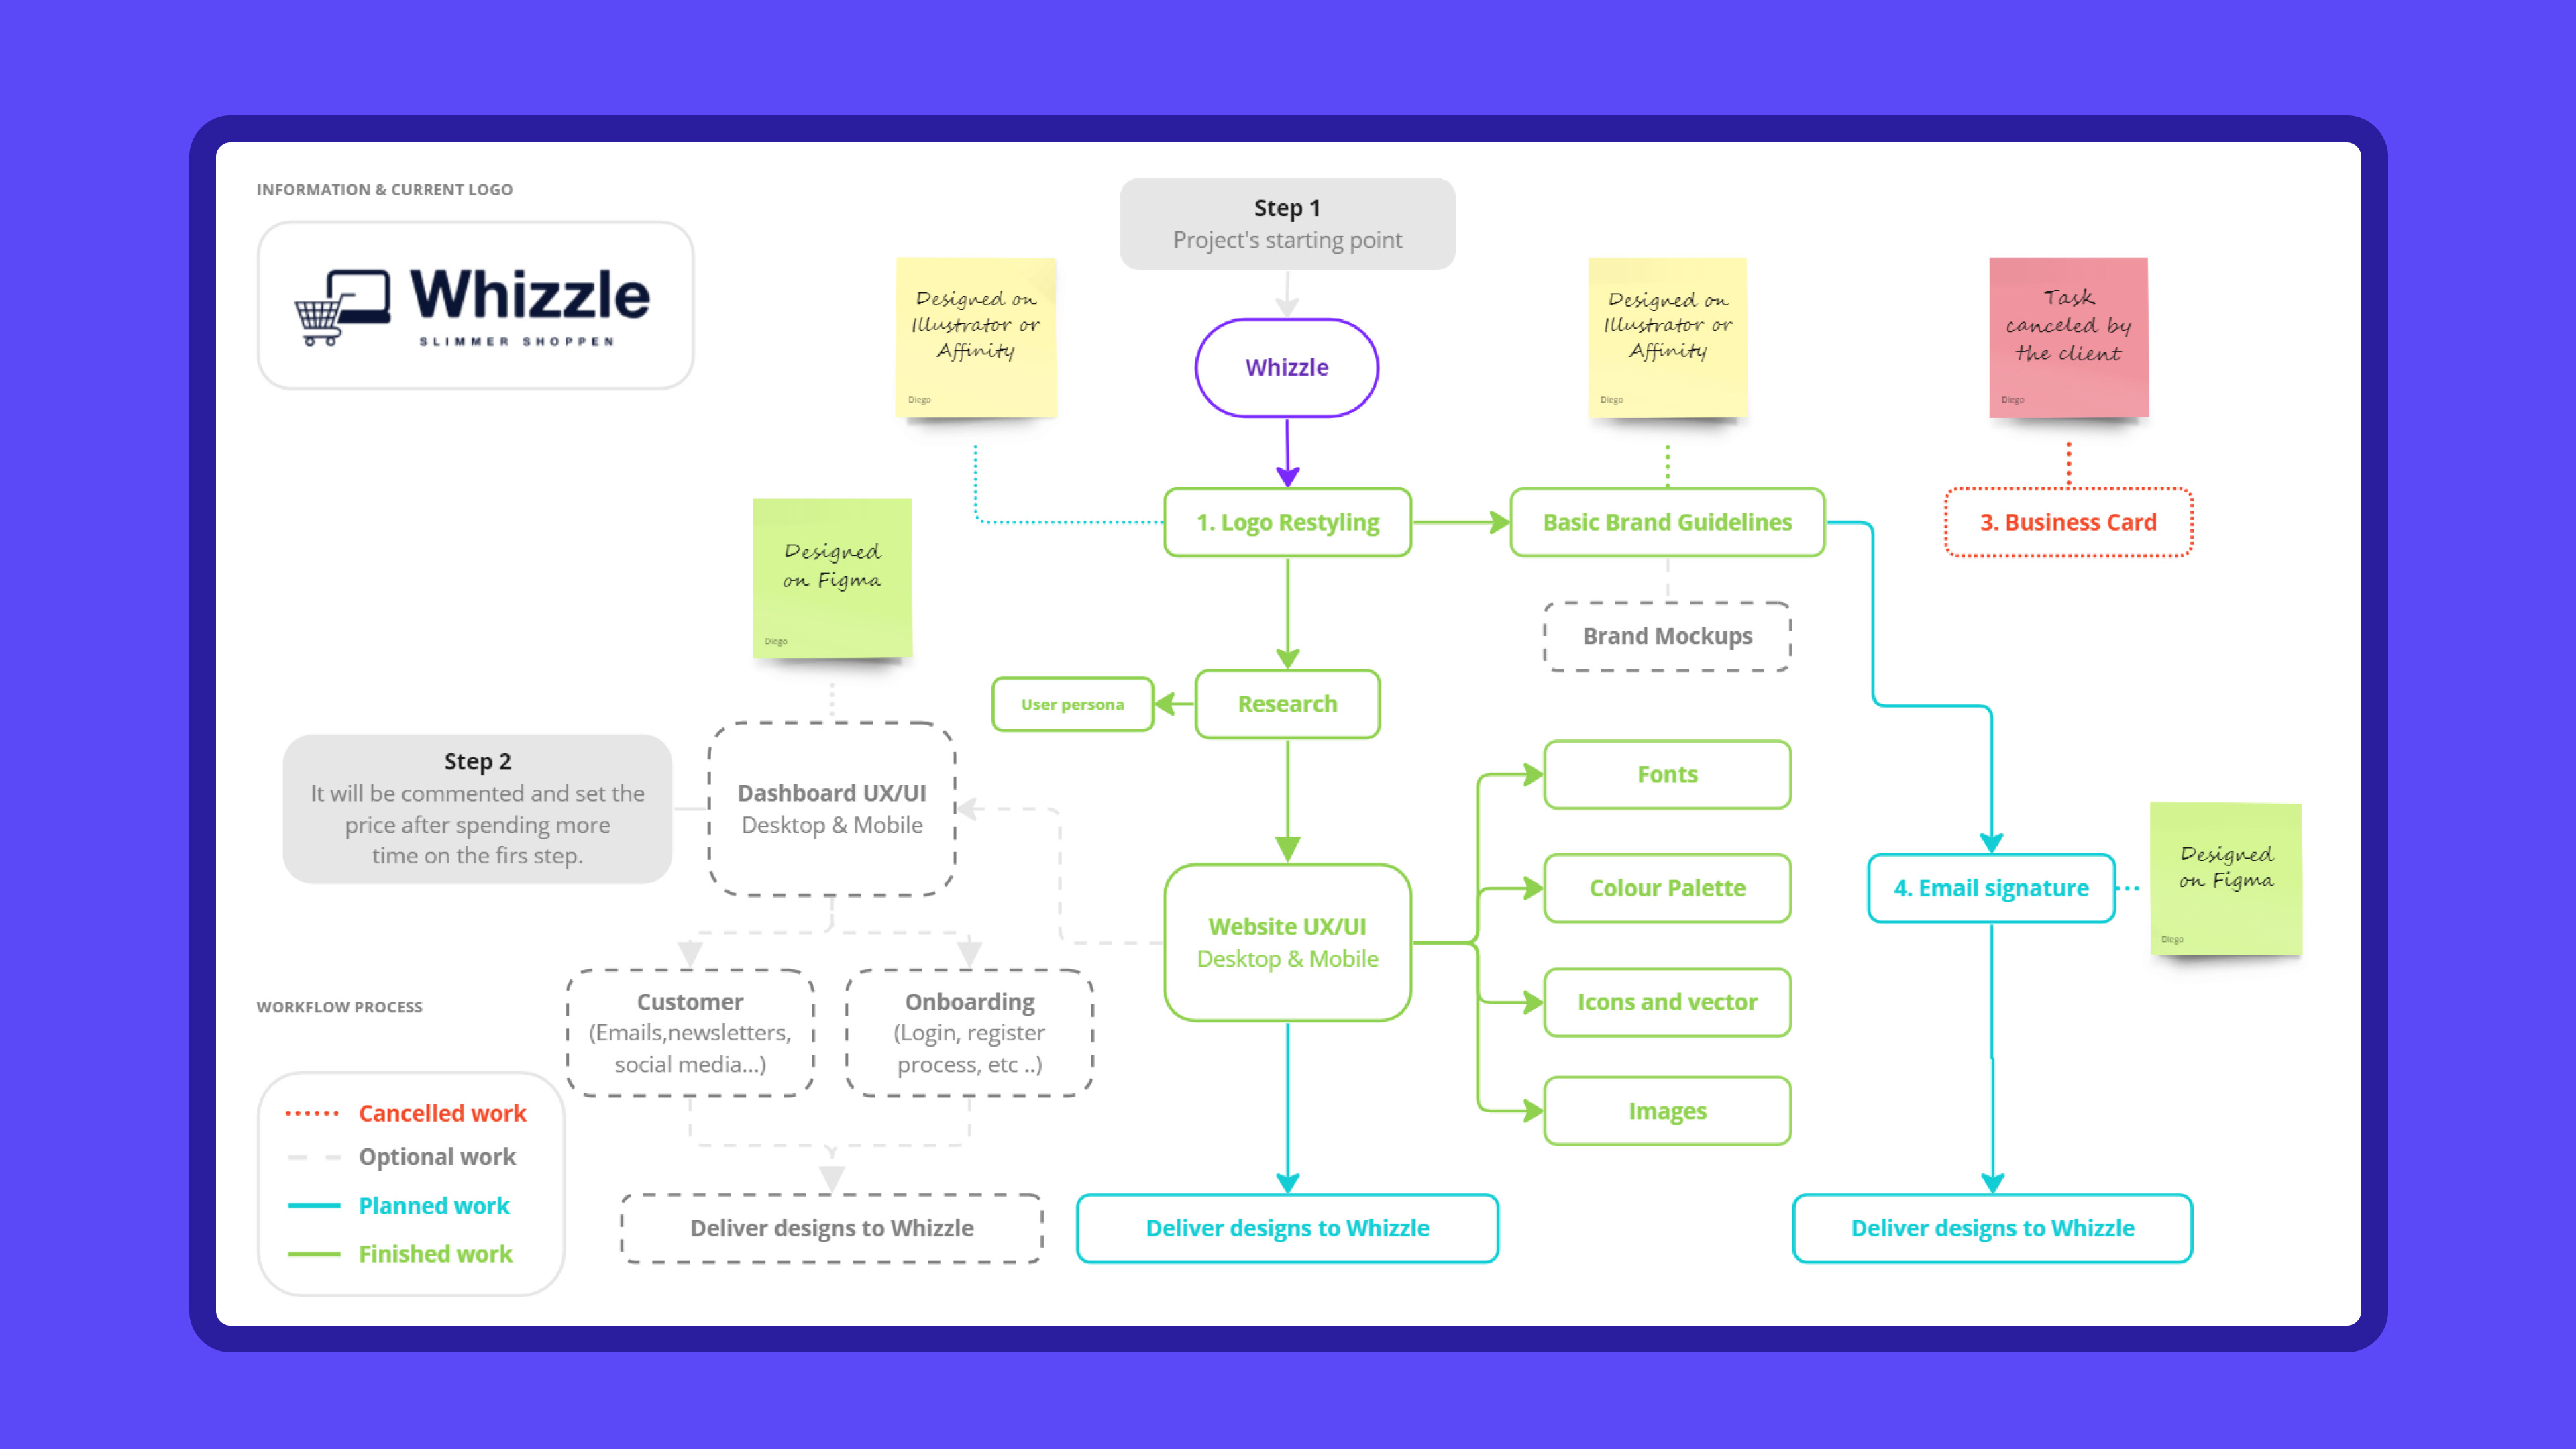 INFORMATION & CURRENT LOGO
Whizzle
SLIMMER SHOPPEN
Step 1
Project's starting point
Designed on
Illustrator or
Affinity
Diego
Whizzle
Designed on
Illustrator or
Affinity
Diego
Task
canceled by
the client
Diego
1. Logo Restyling
Basic Brand Guidelines
3. Business Card
Designed
on Figma
Diego
Brand Mockups
User persona
Research
Step 2
It will be commented and set the
price after spending more
time on the firs step.
Dashboard UX/UI
Desktop & Mobile
Fonts
Colour Palette
4. Email signature
Designed
on Figma
Diego
Website UX/UI
Desktop & Mobile
Icons and vector
Images
WORKFLOW PROCESS
Customer
(Emails,newsletters,
social media...)
Onboarding
(Login, register
process, etc ..)
Cancelled work
Optional work
Planned work
Finished work
Deliver designs to Whizzle
Deliver designs to Whizzle
Deliver designs to Whizzle